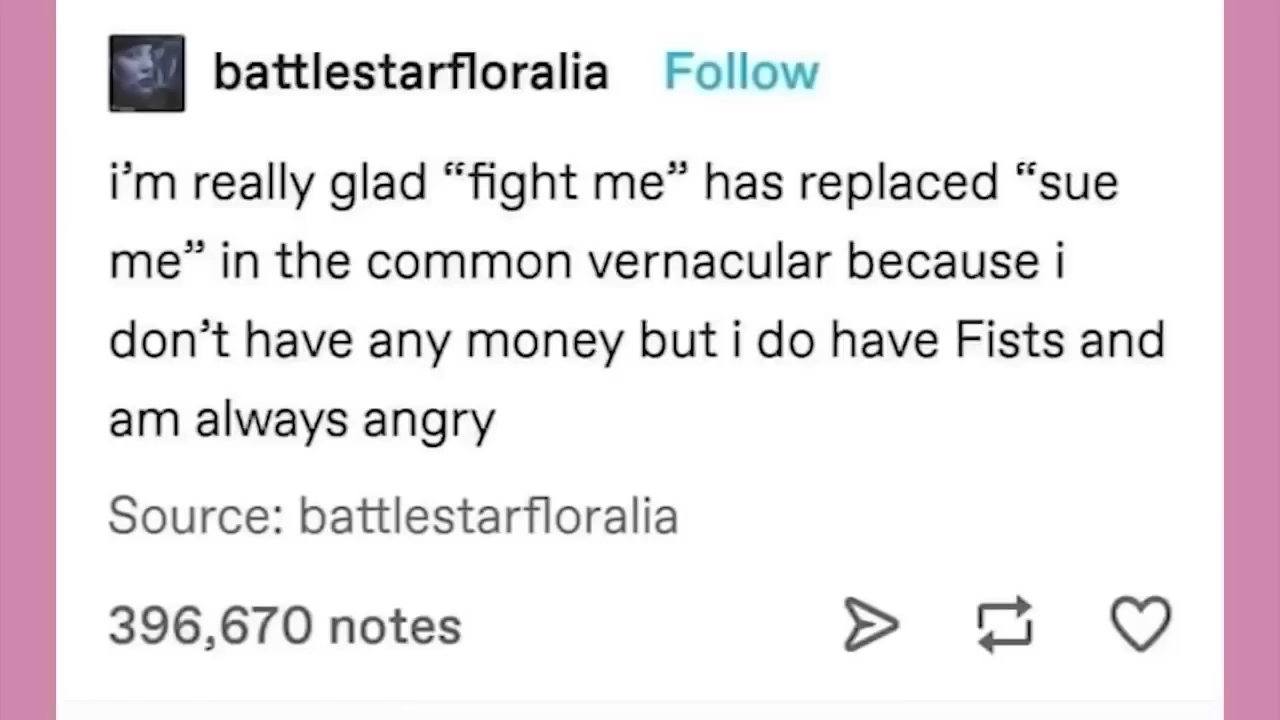 battlestarfloralia Follow
i’m really glad “fight me” has replaced “sue
me” in the common vernacular because i
don’t have any money but i do have Fists and
am always angry
Source: battlestarfloralia
396,670 notes